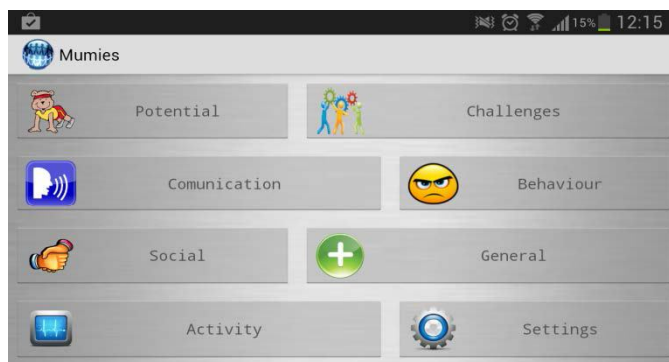 15% 12:15
Mumies
Potential Challenges
Comunication Behaviour
Social General
Activity Settings